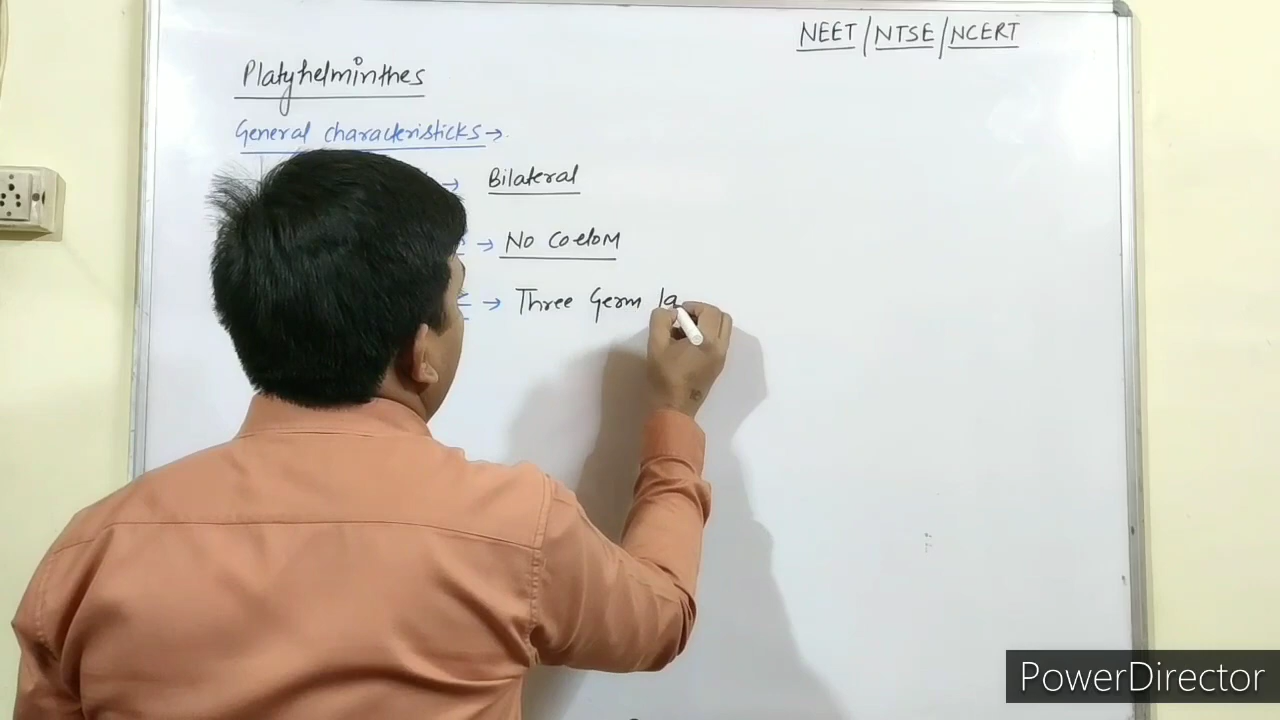 NEET/NTSE/NCERT
Platyhelminthes
General characteristicks →
→ Bilateral
→ No Coelom
→ Three Germ la
PowerDirector